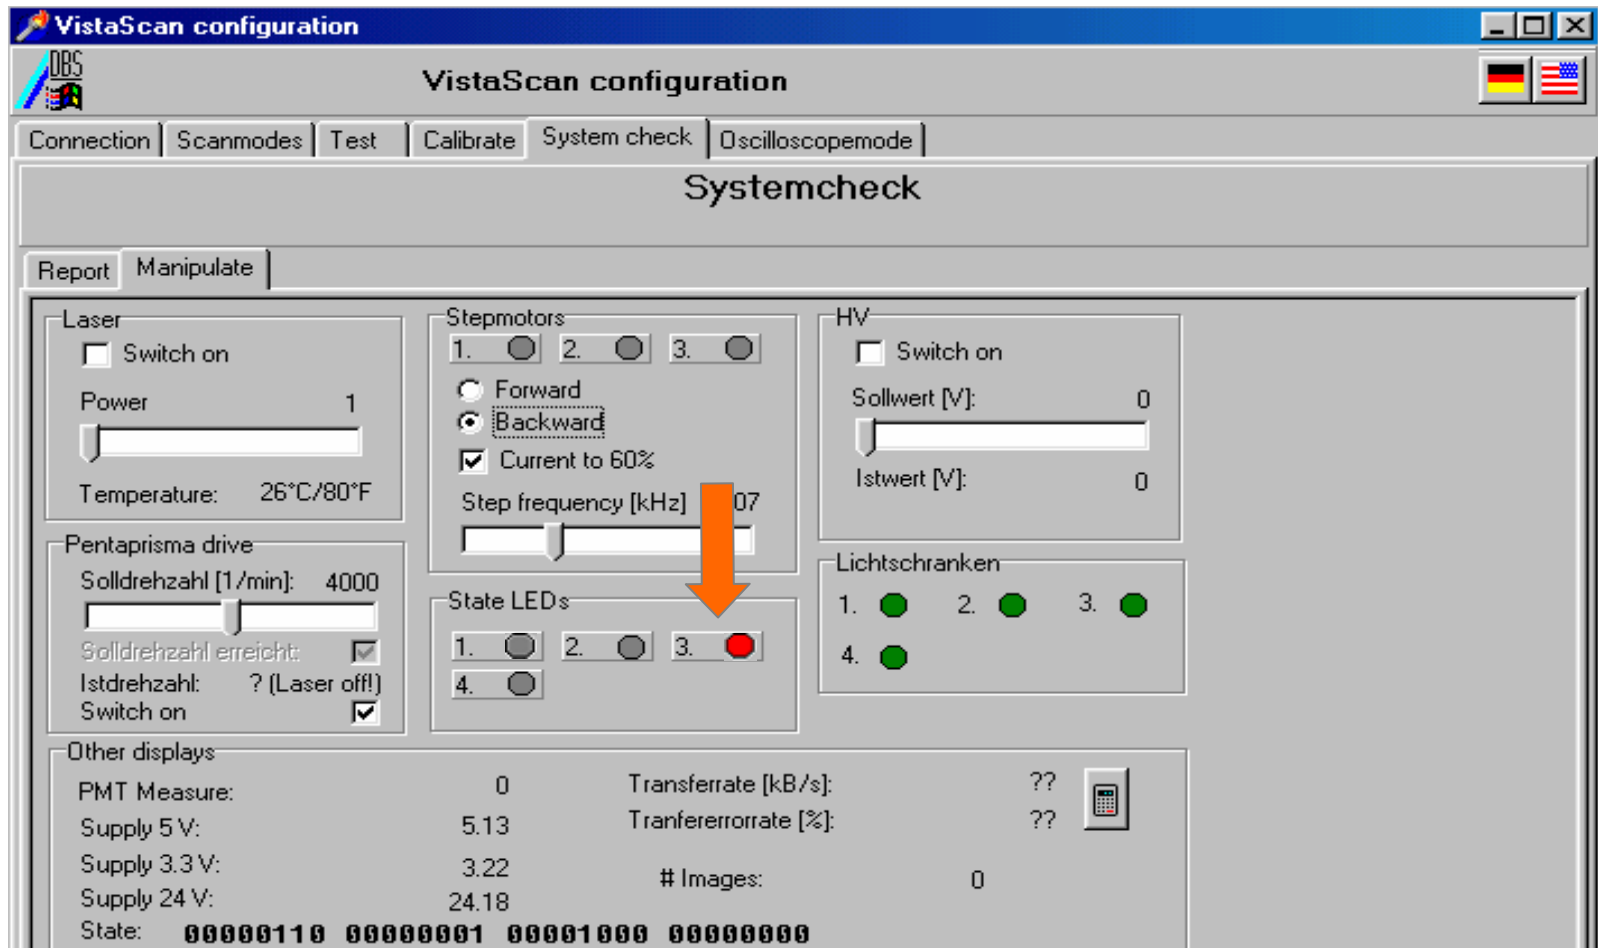 VistaScan configuration
DBS
VistaScan configuration
Connection Scanmodes Test Calibrate System check Oscilloscopemode
Systemcheck
Report Manipulate
Laser
Switch on
Power 1
Temperature: 26°C/80°F
Stepmotors
1. 2. 3.
Forward
Backward
Current to 60%
Step frequency [kHz] 07
HV
Switch on
Sollwert [V]: 0
Istwert [V]: 0
Pentaprisma drive
Solldrehzahl [1/min]: 4000
Solldrehzahl erreicht:
Istdrehzahl: ? (Laser off!)
Switch on
State LEDs
1. 2. 3.
4.
Lichtschranken
1. 2. 3.
4.
Other displays
PMT Measure: 0
Supply 5 V: 5.13
Supply 3.3 V: 3.22
Supply 24 V: 24.18
Transferrate [kB/s]: ??
Tranfererrorrate [%]: ??
# Images: 0
State: 00000110 00000001 00001000 00000000